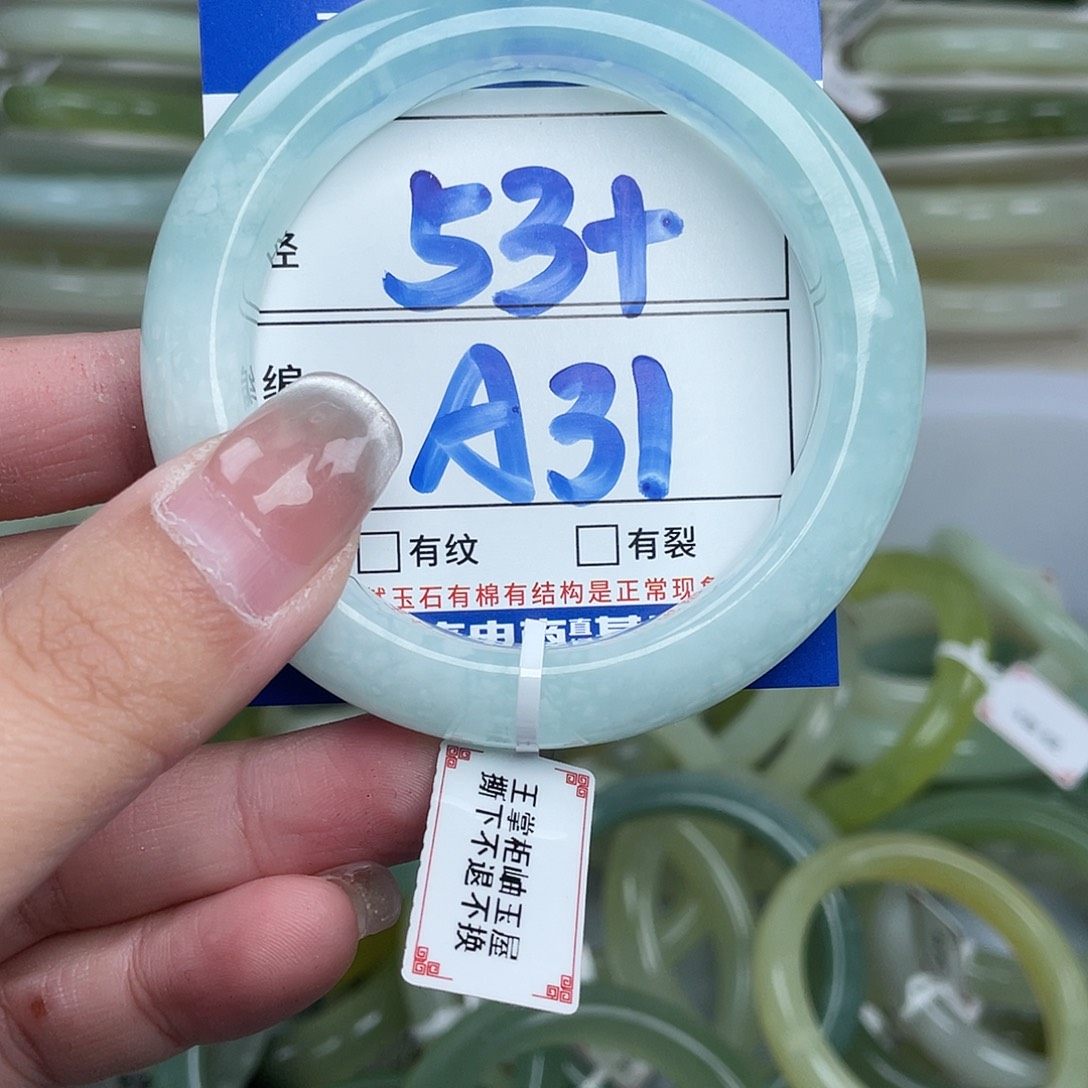 径
53+
编
A31
□有纹 □有裂
玉石有棉有结构是正常现
王掌柜岫玉屋
撕下不退不换